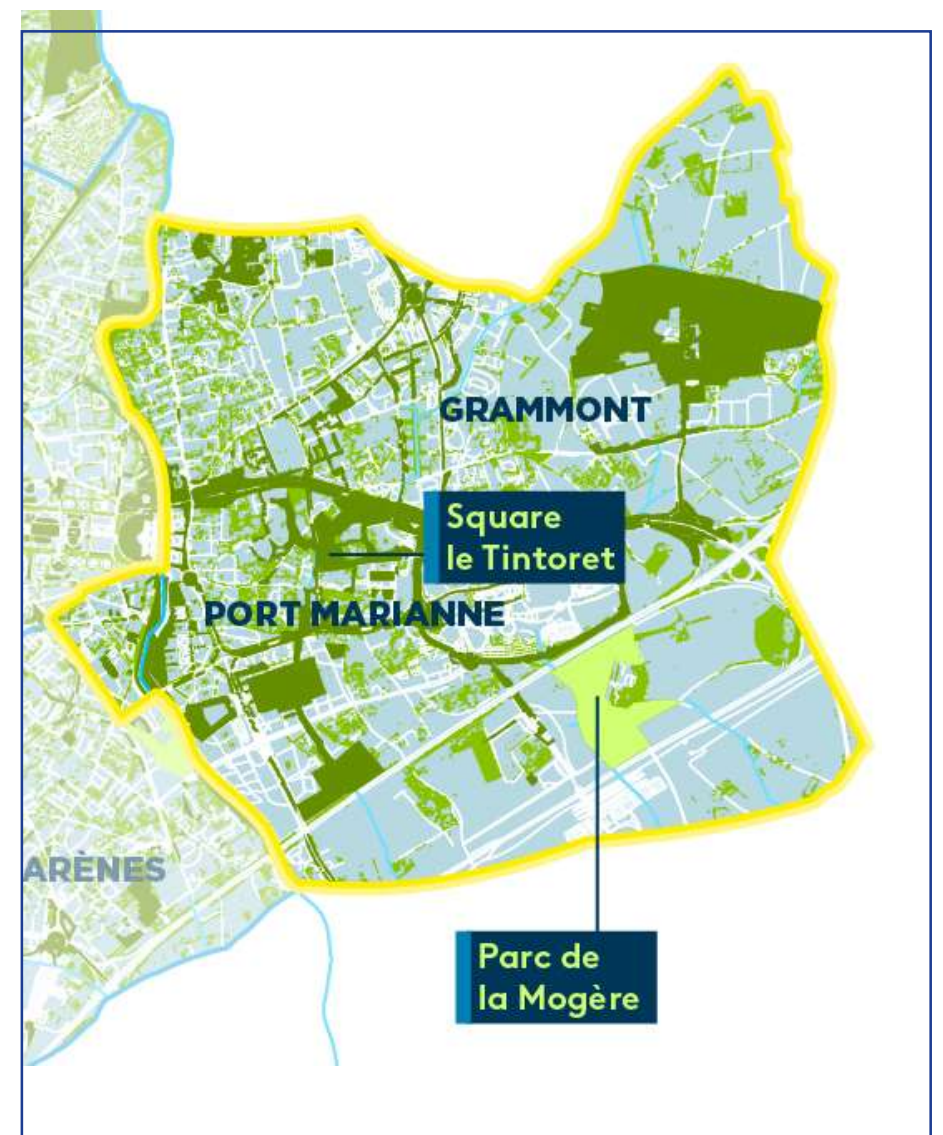 GRAMMONT
Square
le Tintoret
PORT MARIANNE
ARÈNES
Parc de
la Mogère